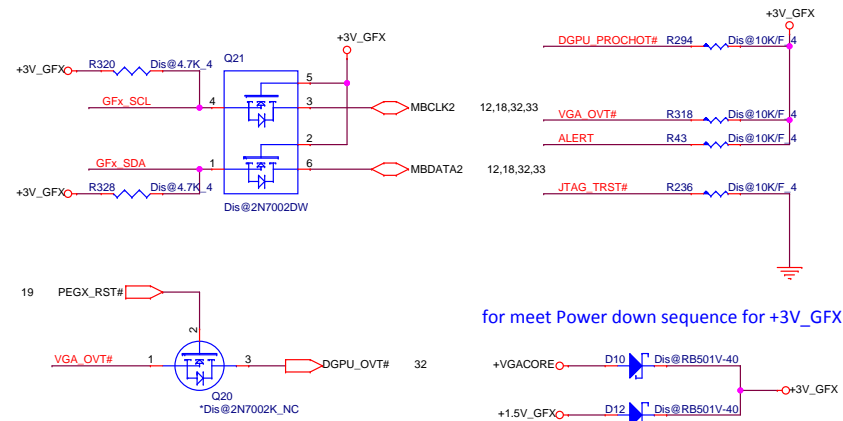 +3V_GFX
R320 Dis@4.7K_4
GFx_SCL
Q21
+3V_GFX
5
4
3
MBCLK2 12,18,32,33
2
GFx_SDA
1
6
MBDATA2 12,18,32,33
+3V_GFX
R328 Dis@4.7K_4
Dis@2N7002DW
+3V_GFX
DGPU_PROCHOT# R294 Dis@10K/F_4
VGA_OVT# R318 Dis@10K/F_4
ALERT R43 Dis@10K/F_4
JTAG_TRST# R236 Dis@10K/F_4
19 PEGX_RST#
2
VGA_OVT# 1
3
DGPU_OVT# 32
Q20
*Dis@2N7002K_NC
for meet Power down sequence for +3V_GFX
+VGACORE D10 Dis@RB501V-40
+3V_GFX
+1.5V_GFX D12 Dis@RB501V-40